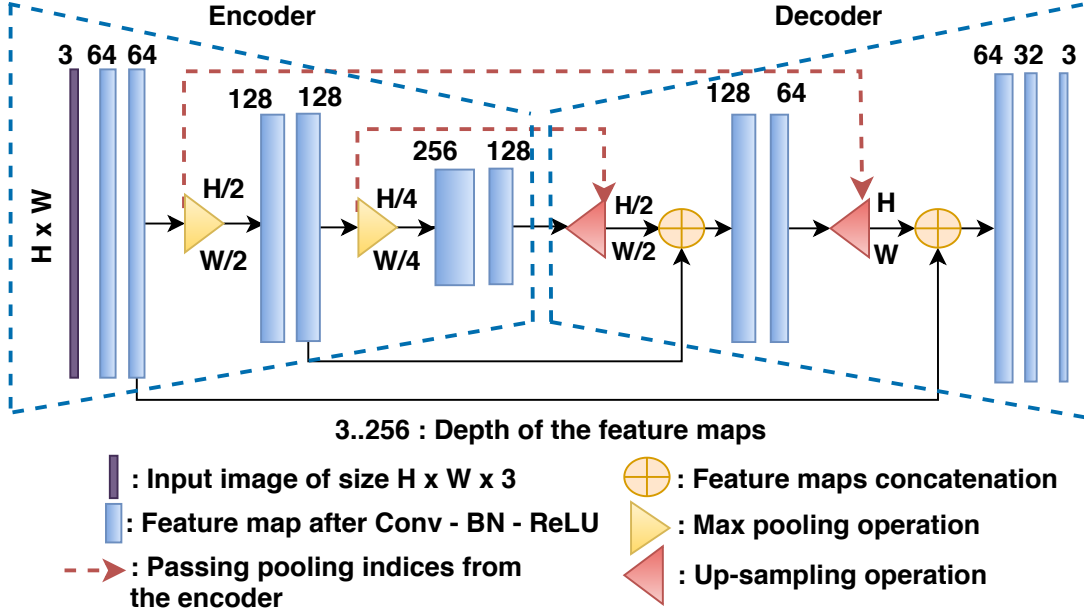 Encoder
Decoder
3 64 64
128 128
256 128
128 64
64 32 3
H x W
H/2
W/2
H/4
W/4
H/2
W/2
H
W
3..256 : Depth of the feature maps
: Input image of size H x W x 3
: Feature map after Conv - BN - ReLU
: Passing pooling indices from
the encoder
: Feature maps concatenation
: Max pooling operation
: Up-sampling operation